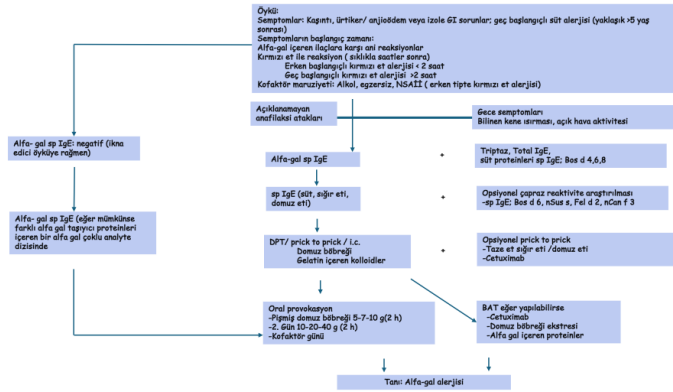 Öykü:
Semptomlar: Kaşıntı, ürtiker/ anjioödem veya izole GI sorunlar; geç başlangıçlı süt alerjisi (yaklaşık >5 yaş
sonrası)
Semptomların başlangıç zamanı:
Alfa-gal içeren ilaçlara karşı ani reaksiyonlar
Kırmızı et ile reaksiyon ( sıklıkla saatler sonra)
Erken başlangıçlı kırmızı et alerjisi < 2 saat
Geç başlangıçlı kırmızı et alerjisi >2 saat
Kofaktör maruziyeti: Alkol, egzersiz, NSAİİ ( erken tipte kırmızı et alerjisi)
Açıklanamayan
anafilaksi atakları
Gece semptomları
Bilinen kene ısırması, açık hava aktivitesi
Alfa- gal sp IgE: negatif (ikna
edici öyküye rağmen)
Alfa-gal sp IgE
+
Triptaz, Total IgE,
süt proteinleri sp IgE; Bos d 4,6,8
sp IgE (süt, sığır eti,
domuz eti)
+
Opsiyonel çapraz reaktivite araştırılması
-sp IgE; Bos d 6, nSus s, Fel d 2, nCan f 3
Alfa- gal sp IgE (eğer mümkünse
farklı alfa gal taşıyıcı proteinleri
içeren bir alfa gal çoklu analyte
dizisinde
DPT/ prick to prick / i.c.
Domuz böbreği
Gelatin içeren kolloidler
+
Opsiyonel prick to prick
-Taze et sığır eti /domuz eti
-Cetuximab
Oral provokasyon
-Pişmiş domuz böbreği 5-7-10 g(2 h)
-2. Gün 10-20-40 g (2 h)
-Kofaktör günü
BAT eğer yapılabilirse
-Cetuximab
-Domuz böbreği ekstresi
-Alfa gal içeren proteinler
Tanı: Alfa-gal alerjisi